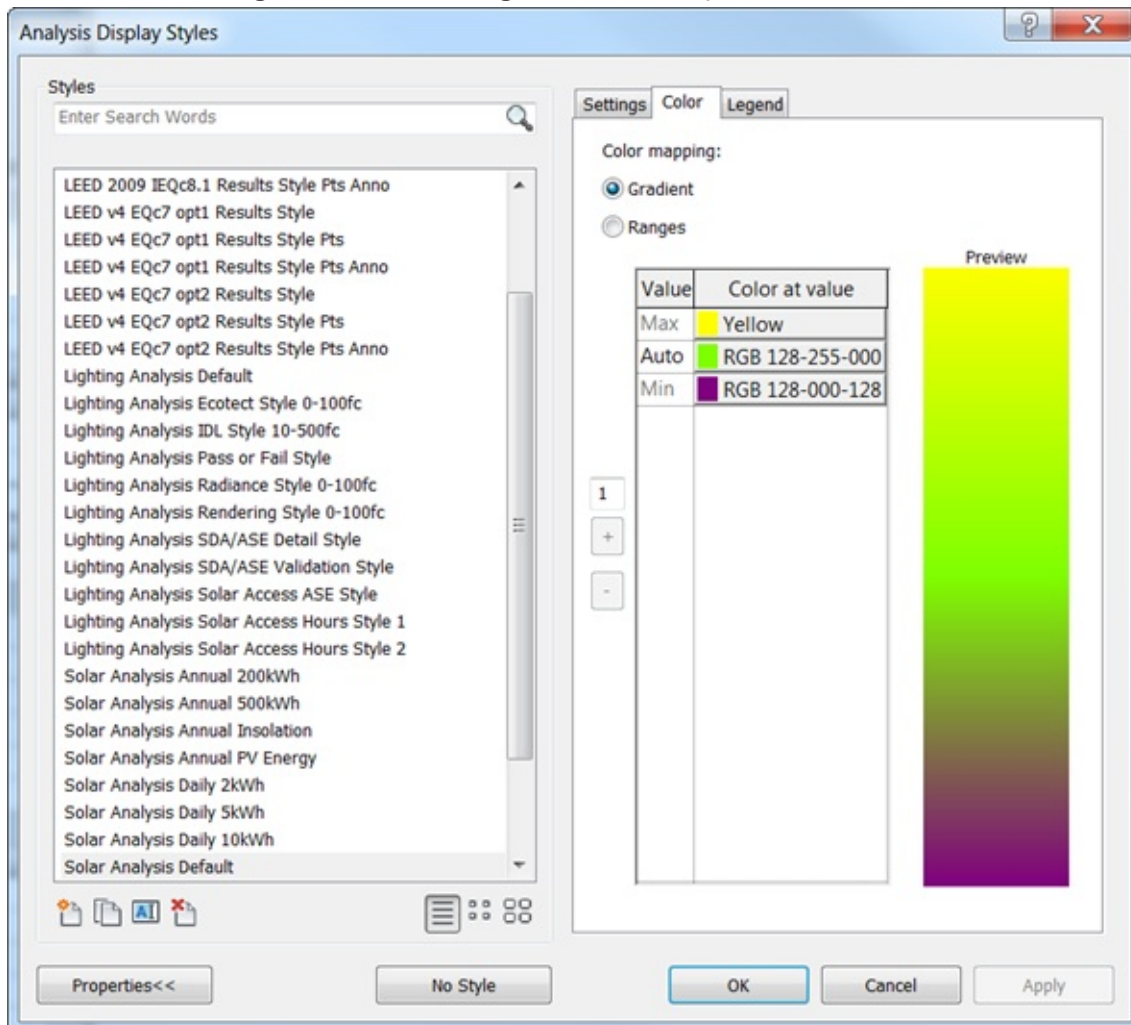 Analysis Display Styles
Styles
Enter Search Words
LEED 2009 IEQc8.1 Results Style Pts Anno
LEED v4 EQc7 opt1 Results Style
LEED v4 EQc7 opt1 Results Style Pts
LEED v4 EQc7 opt1 Results Style Pts Anno
LEED v4 EQc7 opt2 Results Style
LEED v4 EQc7 opt2 Results Style Pts
LEED v4 EQc7 opt2 Results Style Pts Anno
Lighting Analysis Default
Lighting Analysis Ecotect Style 0-100fc
Lighting Analysis IDL Style 10-500fc
Lighting Analysis Pass or Fail Style
Lighting Analysis Radiance Style 0-100fc
Lighting Analysis Rendering Style 0-100fc
Lighting Analysis SDA/ASE Detail Style
Lighting Analysis SDA/ASE Validation Style
Lighting Analysis Solar Access ASE Style
Lighting Analysis Solar Access Hours Style 1
Lighting Analysis Solar Access Hours Style 2
Solar Analysis Annual 200kWh
Solar Analysis Annual 500kWh
Solar Analysis Annual Insolation
Solar Analysis Annual PV Energy
Solar Analysis Daily 2kWh
Solar Analysis Daily 5kWh
Solar Analysis Daily 10kWh
Solar Analysis Default
Settings Color Legend
Color mapping:
Gradient
Ranges
Preview
Value Color at value
Max Yellow
Auto RGB 128-255-000
Min RGB 128-000-128
1
+
-
AI
Properties<< No Style OK Cancel Apply